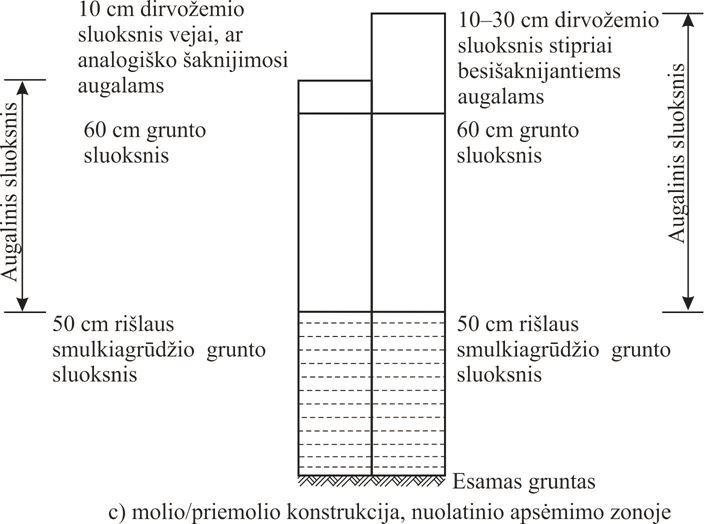 10 cm dirvožemio
sluoksnis vejai, ar
analogiško šaknijimosi
augalams
10–30 cm dirvožemio
sluoksnis stipriai
besišaknijantiems
augalams
Augalinis sluoksnis
60 cm grunto
sluoksnis
60 cm grunto
sluoksnis
Augalinis sluoksnis
50 cm rišlaus
smulkiagrūdžio grunto
sluoksnis
50 cm rišlaus
smulkiagrūdžio grunto
sluoksnis
Esamas gruntas
c) molio/priemolio konstrukcija, nuolatinio apsėmimo zonoje